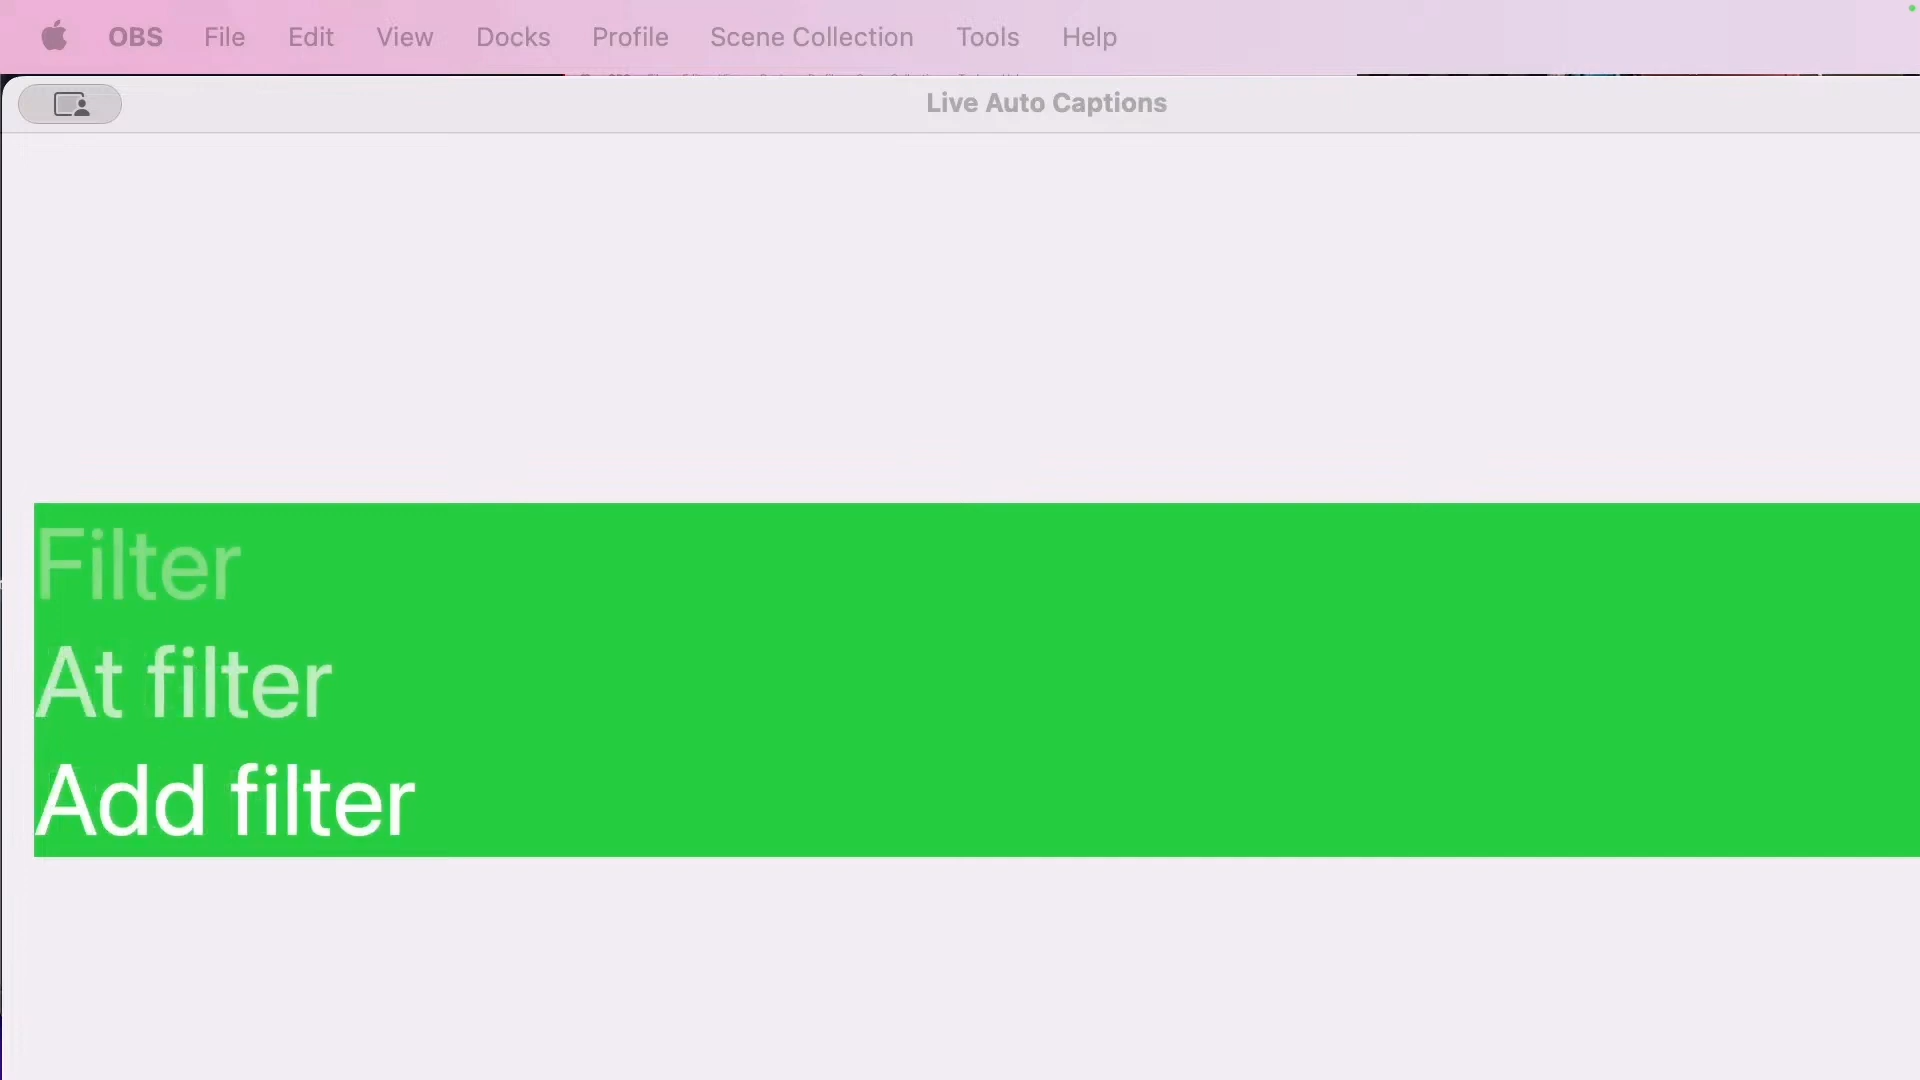 OBS File Edit View Docks Profile Scene Collection Tools Help
Live Auto Captions
Filter
At filter
Add filter